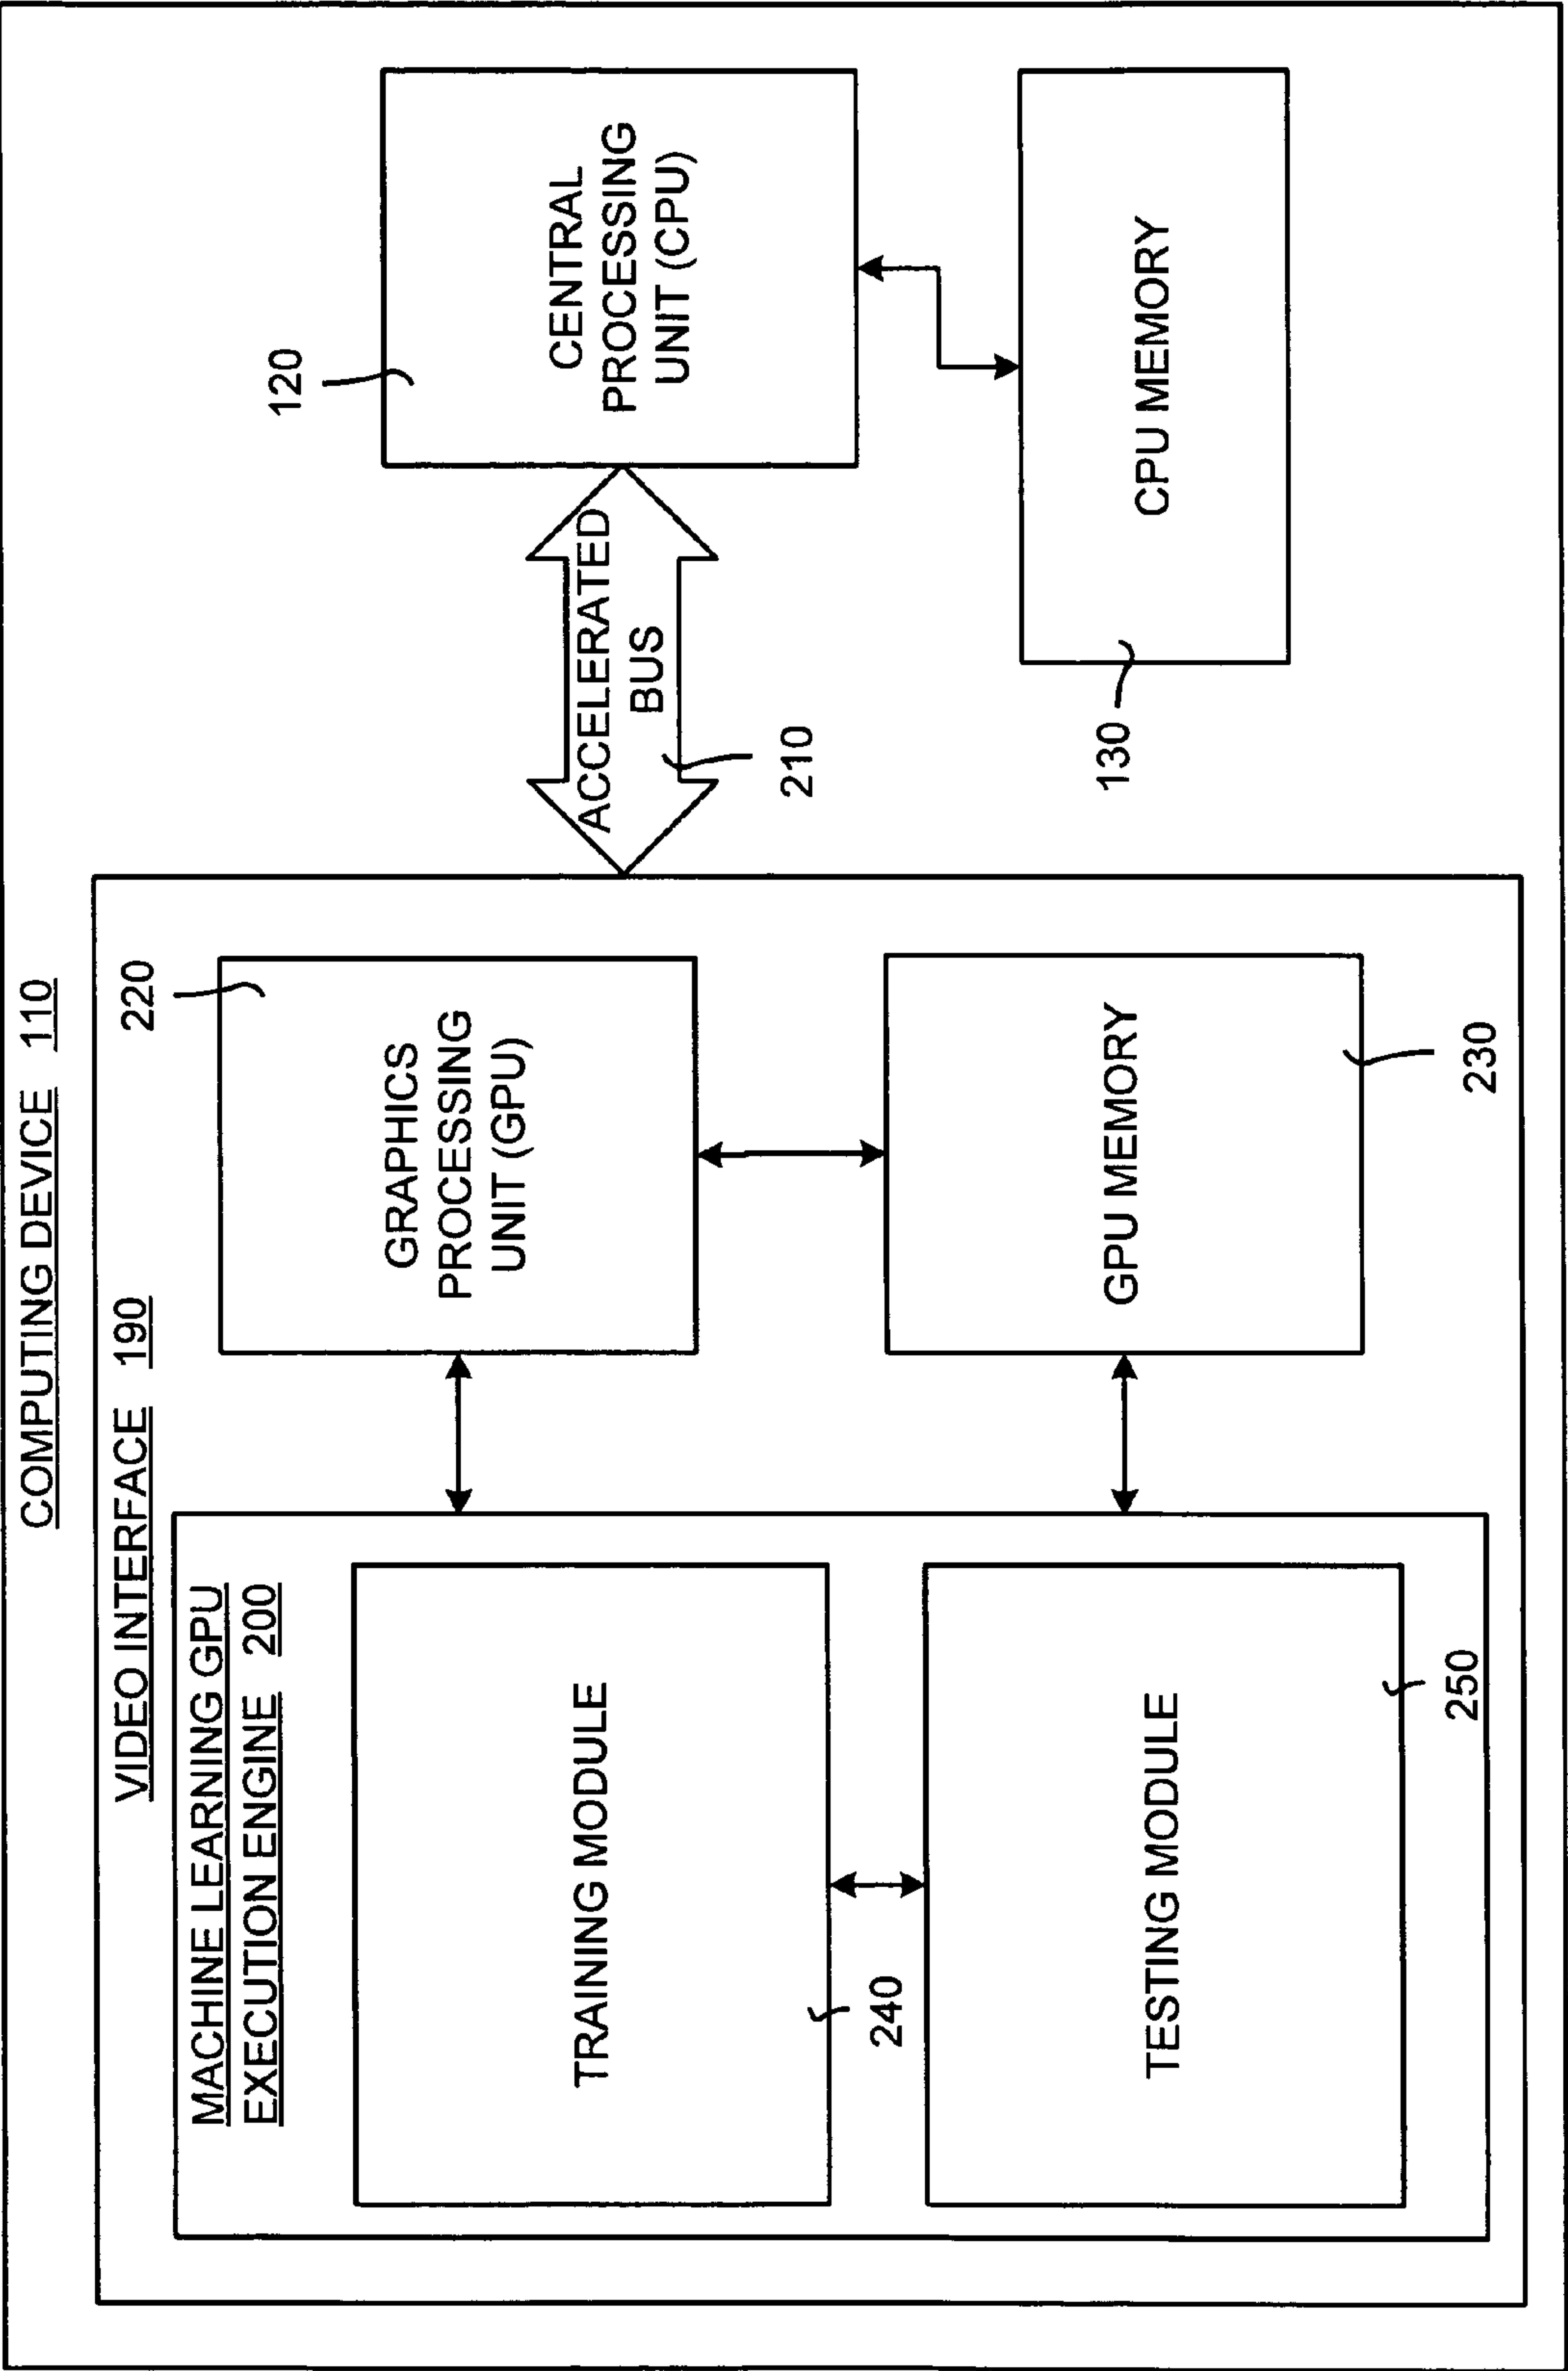 COMPUTING DEVICE 110
VIDEO INTERFACE 190
MACHINE LEARNING GPU
EXECUTION ENGINE 200
TRAINING MODULE
240
TESTING MODULE
250
220
GRAPHICS
PROCESSING
UNIT (GPU)
GPU MEMORY
230
ACCELERATED
BUS
210
120
CENTRAL
PROCESSING
UNIT (CPU)
CPU MEMORY
130